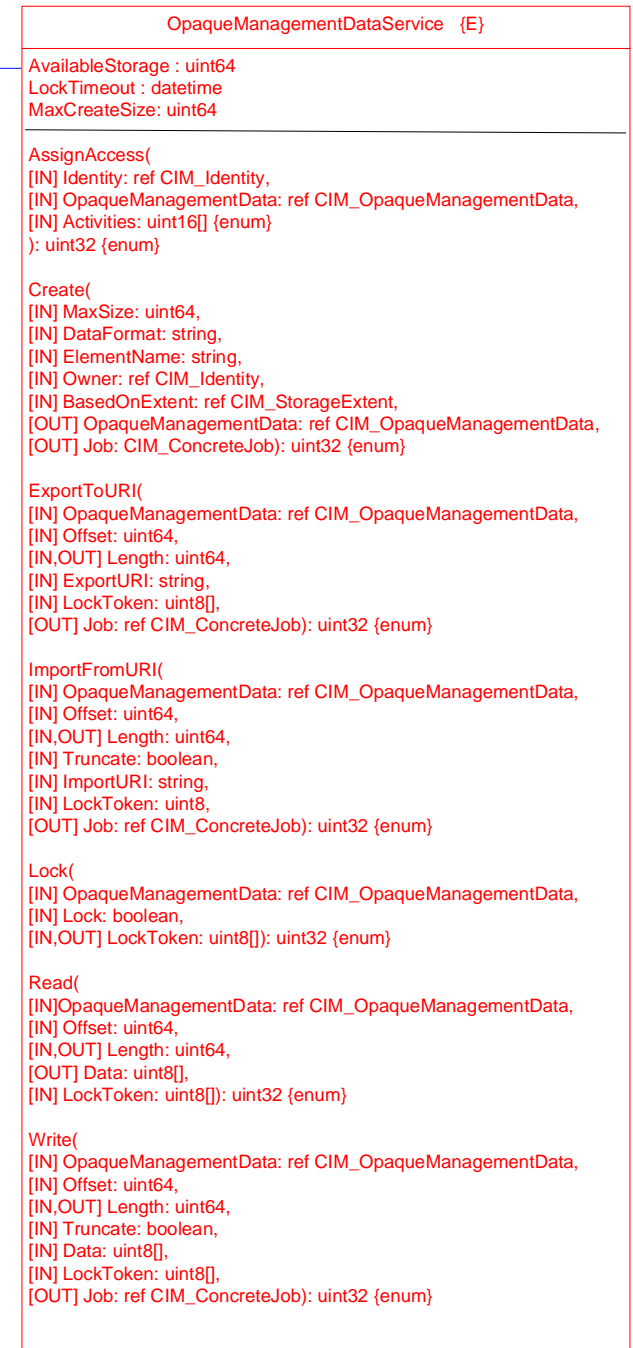 OpaqueManagementDataService {E}
AvailableStorage : uint64
LockTimeout : datetime
MaxCreateSize: uint64
AssignAccess(
[IN] Identity: ref CIM_Identity,
[IN] OpaqueManagementData: ref CIM_OpaqueManagementData,
[IN] Activities: uint16[] {enum}
): uint32 {enum}
Create(
[IN] MaxSize: uint64,
[IN] DataFormat: string,
[IN] ElementName: string,
[IN] Owner: ref CIM_Identity,
[IN] BasedOnExtent: ref CIM_StorageExtent,
[OUT] OpaqueManagementData: ref CIM_OpaqueManagementData,
[OUT] Job: CIM_ConcreteJob): uint32 {enum}
ExportToURI(
[IN] OpaqueManagementData: ref CIM_OpaqueManagementData,
[IN] Offset: uint64,
[IN,OUT] Length: uint64,
[IN] ExportURI: string,
[IN] LockToken: uint8[],
[OUT] Job: ref CIM_ConcreteJob): uint32 {enum}
ImportFromURI(
[IN] OpaqueManagementData: ref CIM_OpaqueManagementData,
[IN] Offset: uint64,
[IN,OUT] Length: uint64,
[IN] Truncate: boolean,
[IN] ImportURI: string,
[IN] LockToken: uint8,
[OUT] Job: ref CIM_ConcreteJob): uint32 {enum}
Lock(
[IN] OpaqueManagementData: ref CIM_OpaqueManagementData,
[IN] Lock: boolean,
[IN,OUT] LockToken: uint8[]): uint32 {enum}
Read(
[IN]OpaqueManagementData: ref CIM_OpaqueManagementData,
[IN] Offset: uint64,
[IN,OUT] Length: uint64,
[OUT] Data: uint8[],
[IN] LockToken: uint8[]): uint32 {enum}
Write(
[IN] OpaqueManagementData: ref CIM_OpaqueManagementData,
[IN] Offset: uint64,
[IN,OUT] Length: uint64,
[IN] Truncate: boolean,
[IN] Data: uint8[],
[IN] LockToken: uint8[],
[OUT] Job: ref CIM_ConcreteJob): uint32 {enum}